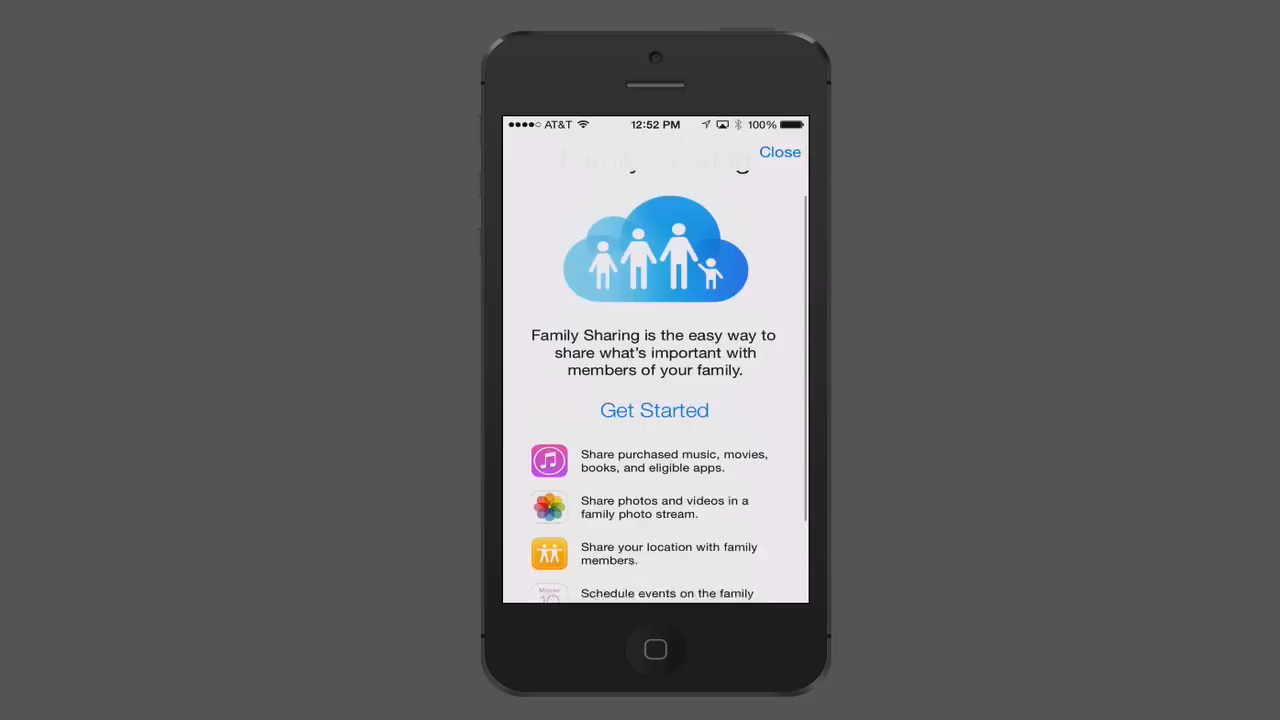 AT&T 12:52 PM 100%
Close
Family Sharing
Family Sharing is the easy way to
share what's important with
members of your family.
Get Started
Share purchased music, movies,
books, and eligible apps.
Share photos and videos in a
family photo stream.
Share your location with family
members.
Schedule events on the family